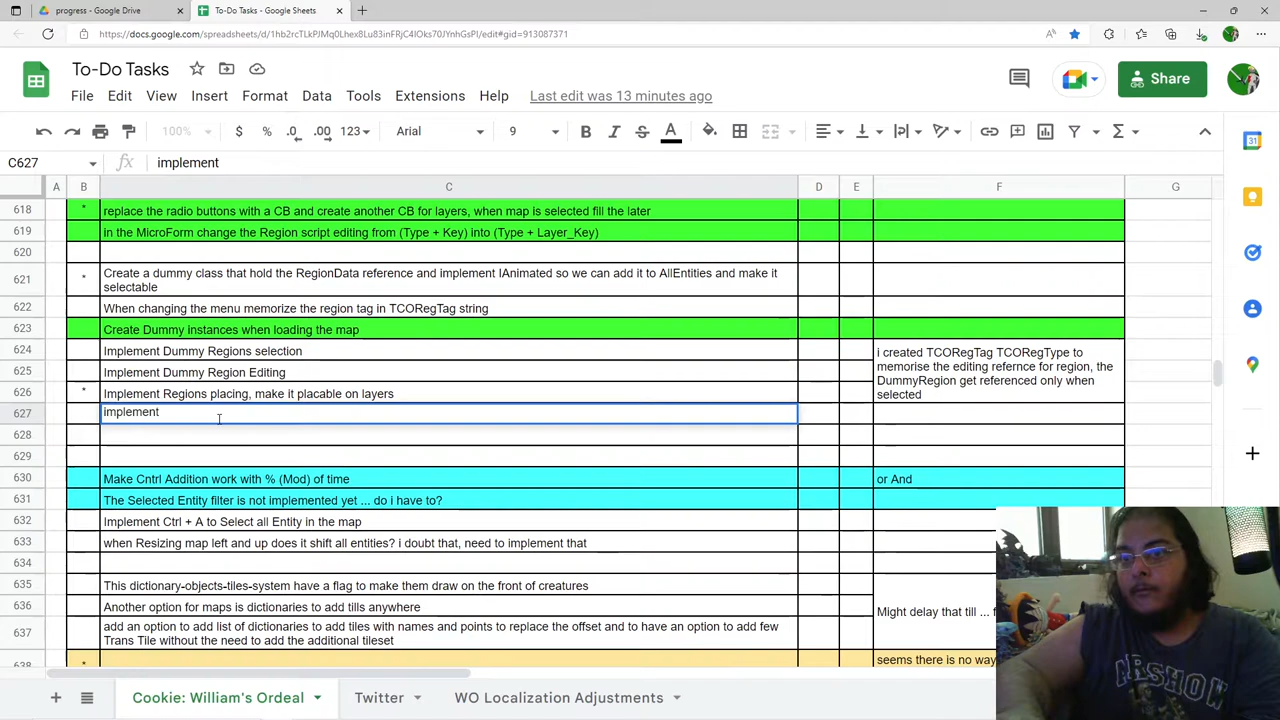 progress - Google Drive
To-Do Tasks - Google Sheets
https://docs.google.com/spreadsheets/d/1hb2rcTLkPJMq0Lhex8Lu83inFRjC4IOks70JYnhGsPI/edit#gid=913087371
To-Do Tasks
Share
File Edit View Insert Format Data Tools Extensions Help Last edit was 13 minutes ago
100% $ % .0 .00 123 Arial 9 B I S A
C627 fx implement
A B C D E F G
618 * replace the radio buttons with a CB and create another CB for layers, when map is selected fill the later
619 in the MicroForm change the Region script editing from (Type + Key) into (Type + Layer_Key)
620
621 * Create a dummy class that hold the RegionData reference and implement IAnimated so we can add it to AllEntities and make it
selectable
622 When changing the menu memorize the region tag in TCORegTag string
623 Create Dummy instances when loading the map
624 Implement Dummy Regions selection
625 Implement Dummy Region Editing
626 * Implement Regions placing, make it placable on layers
i created TCORegTag TCORegType to
memorise the editing refernce for region, the
DummyRegion get referenced only when
selected
627 implement
628
629
630 Make Cntrl Addition work with % (Mod) of time or And
631 The Selected Entity filter is not implemented yet ... do i have to?
632 Implement Ctrl + A to Select all Entity in the map
633 when Resizing map left and up does it shift all entities? i doubt that, need to implement that
634
635 This dictionary-objects-tiles-system have a flag to make them draw on the front of creatures
636 Another option for maps is dictionaries to add tills anywhere
Might delay that till ...
637 add an option to add list of dictionaries to add tiles with names and points to replace the offset and to have an option to add few
Trans Tile without the need to add the additional tileset
638 * seems there is no way
Cookie: William's Ordeal Twitter WO Localization Adjustments
31